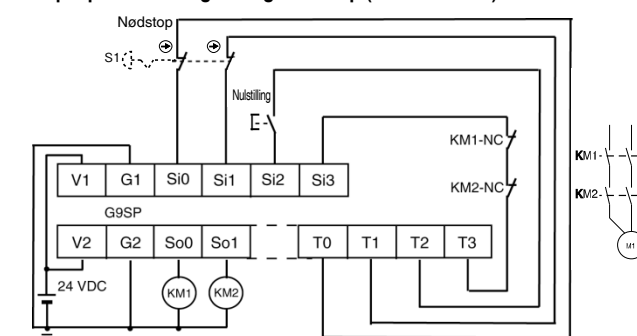 Nødstop
S1
Nulstilling
KM1-NC
KM2-NC
KM1
KM2
V1 G1 Si0 Si1 Si2 Si3
G9SP
V2 G2 So0 So1 T0 T1 T2 T3
24 VDC
KM1 KM2
M1